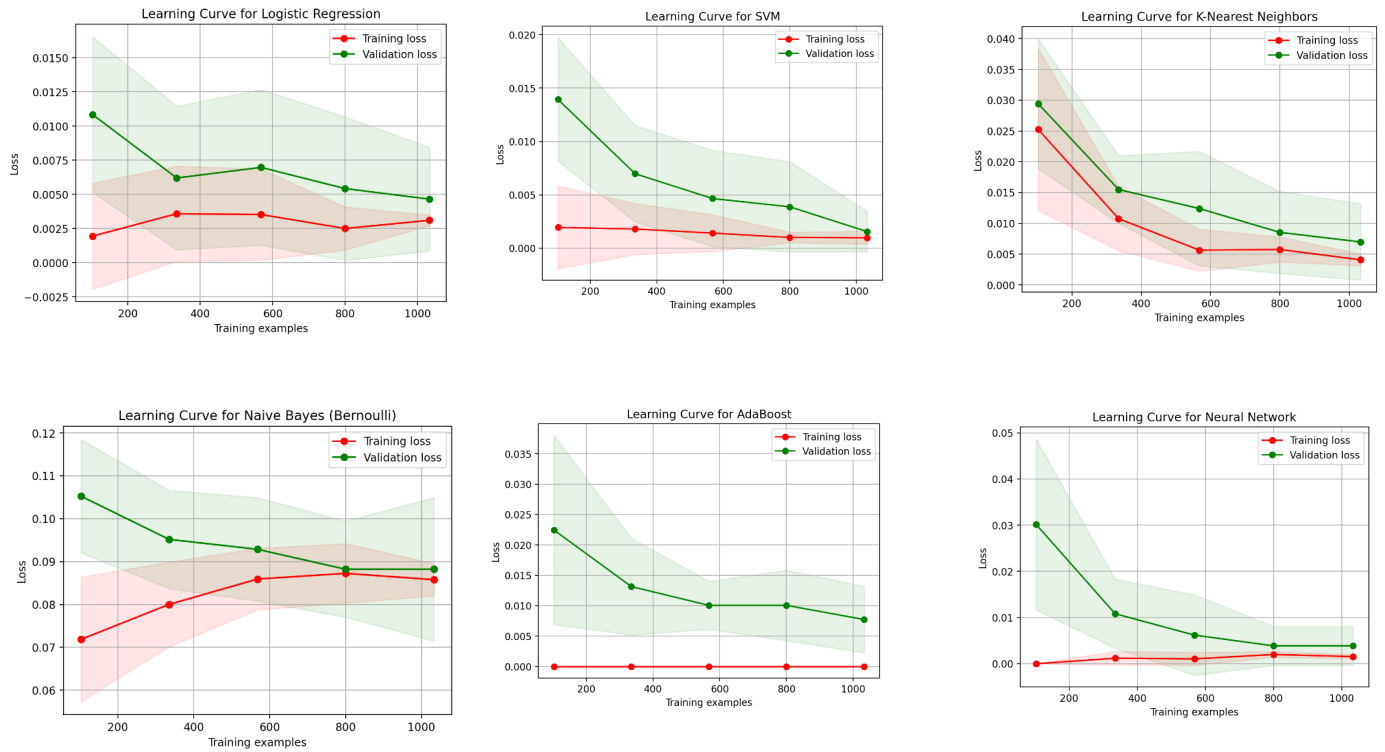 Learning Curve for Logistic Regression
Training loss
Validation loss
0.0150
0.0125
0.0100
0.0075
0.0050
0.0025
0.0000
−0.0025
Loss
200 400 600 800 1000
Training examples
Learning Curve for SVM
Training loss
Validation loss
0.020
0.015
0.010
0.005
0.000
Loss
200 400 600 800 1000
Training examples
Learning Curve for K-Nearest Neighbors
Training loss
Validation loss
0.040
0.035
0.030
0.025
0.020
0.015
0.010
0.005
0.000
Loss
200 400 600 800 1000
Training examples
Learning Curve for Naive Bayes (Bernoulli)
Training loss
Validation loss
0.12
0.11
0.10
0.09
0.08
0.07
0.06
Loss
200 400 600 800 1000
Training examples
Learning Curve for AdaBoost
Training loss
Validation loss
0.035
0.030
0.025
0.020
0.015
0.010
0.005
0.000
Loss
200 400 600 800 1000
Training examples
Learning Curve for Neural Network
Training loss
Validation loss
0.05
0.04
0.03
0.02
0.01
0.00
Loss
200 400 600 800 1000
Training examples